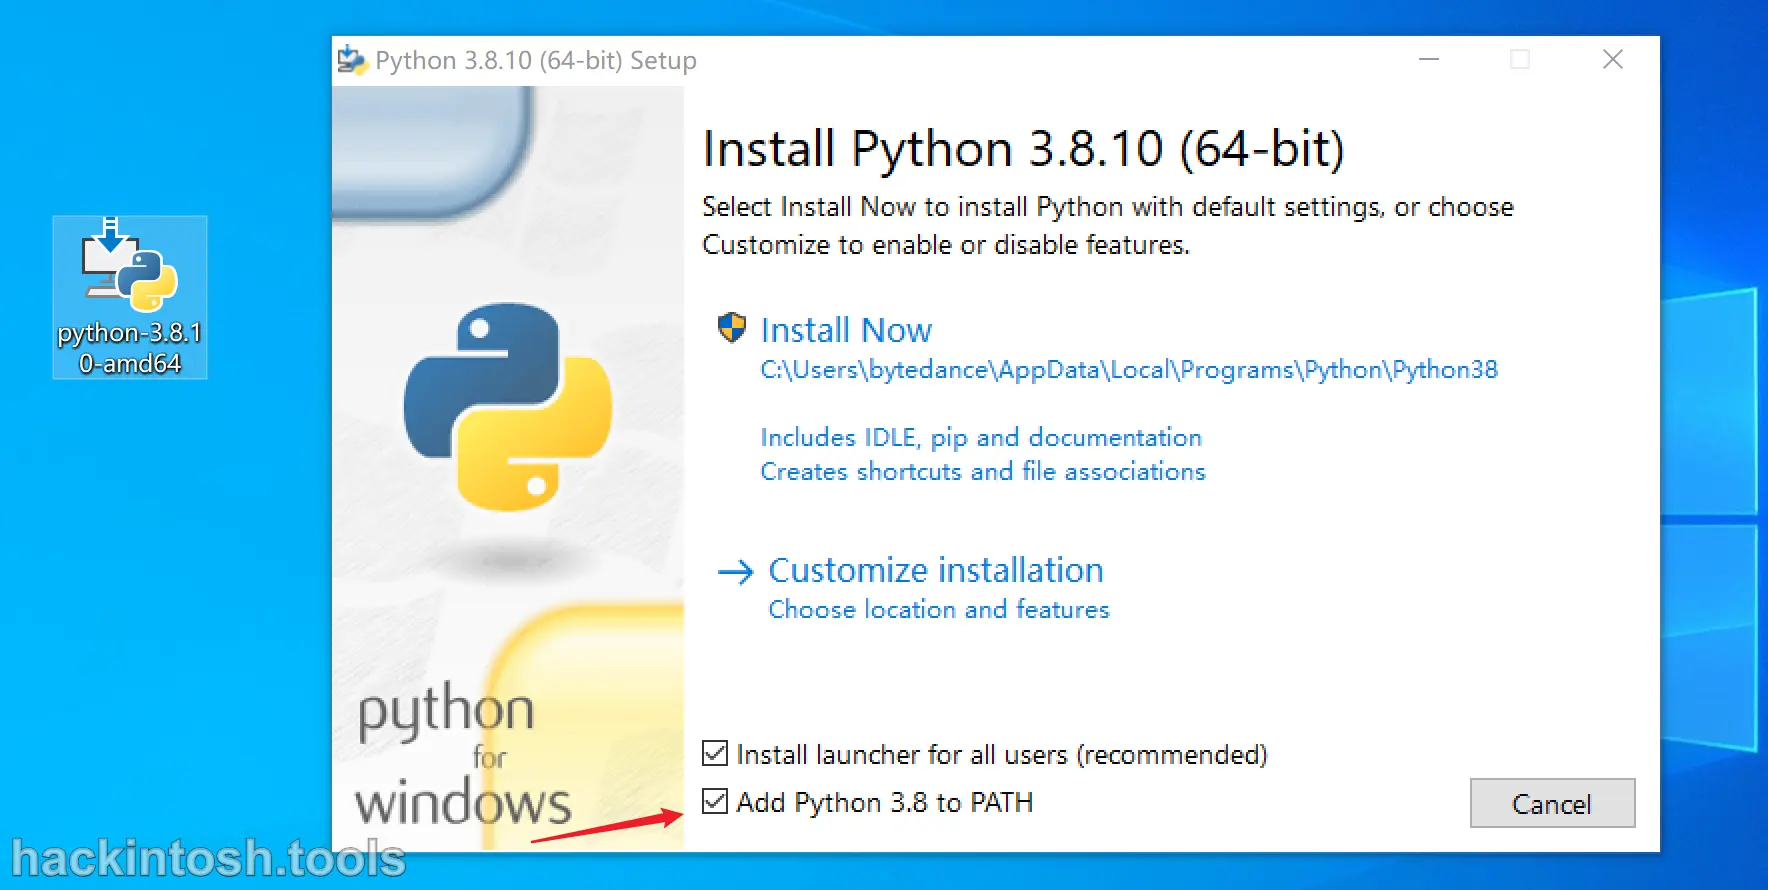 Python 3.8.10 (64-bit) Setup
Install Python 3.8.10 (64-bit)
Select Install Now to install Python with default settings, or choose
Customize to enable or disable features.
python-3.8.1
0-amd64
Install Now
C:\Users\bytedance\AppData\Local\Programs\Python\Python38
Includes IDLE, pip and documentation
Creates shortcuts and file associations
Customize installation
Choose location and features
python
for
windows
Install launcher for all users (recommended)
Add Python 3.8 to PATH
Cancel
hackintosh.tools